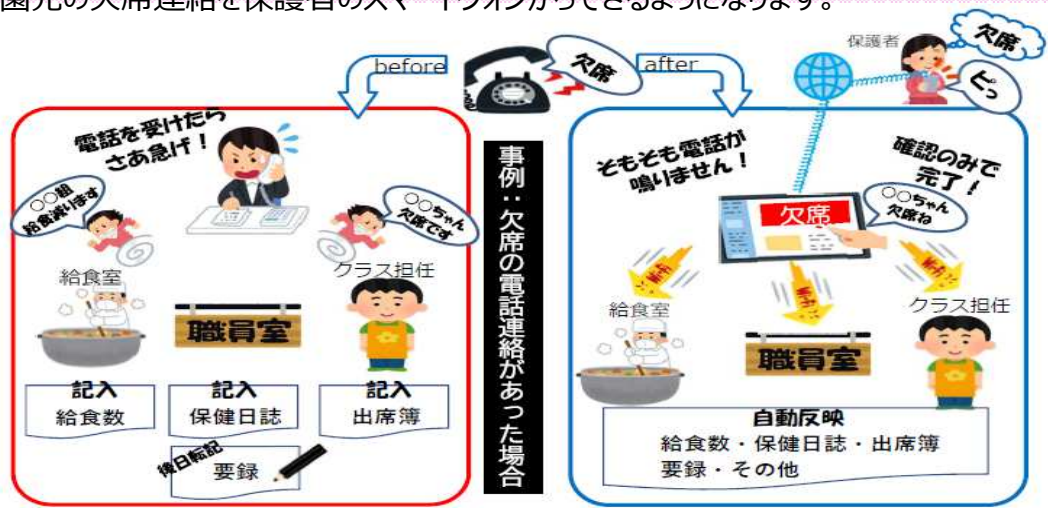 園児の欠席連絡を保護者のスマートフォンからできるようになります。
before
欠席
after
保護者
欠席
ピっ
電話を受けたら
さあ急げ！
○○組
給食減ります
○○ちゃん
欠席です
給食室
クラス担任
職員室
記入
給食数
記入
保健日誌
記入
出席簿
後日転記
要録
事例：欠席の電話連絡があった場合
そもそも電話が
鳴りません！
確認のみで
完了！
欠席
○○ちゃん
欠席ね
Wi-Fi
Wi-Fi
Wi-Fi
給食室
職員室
クラス担任
自動反映
給食数・保健日誌・出席簿
要録・その他